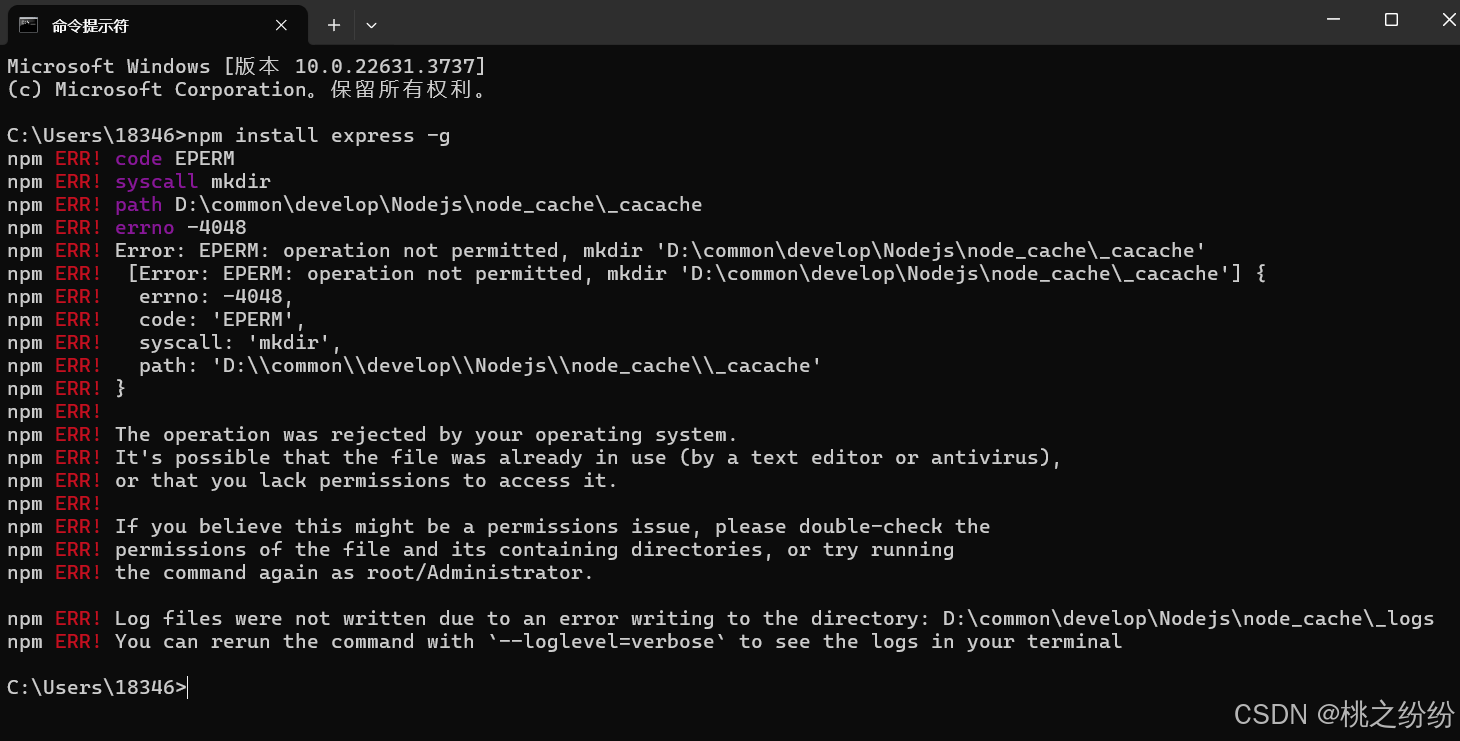 命令提示符
Microsoft Windows [版本 10.0.22631.3737]
(c) Microsoft Corporation。保留所有权利。
C:\Users\18346>npm install express -g
npm ERR! code EPERM
npm ERR! syscall mkdir
npm ERR! path D:\common\develop\Nodejs\node_cache\_cacache
npm ERR! errno -4048
npm ERR! Error: EPERM: operation not permitted, mkdir 'D:\common\develop\Nodejs\node_cache\_cacache'
npm ERR!  [Error: EPERM: operation not permitted, mkdir 'D:\common\develop\Nodejs\node_cache\_cacache'] {
npm ERR!   errno: -4048,
npm ERR!   code: 'EPERM',
npm ERR!   syscall: 'mkdir',
npm ERR!   path: 'D:\\common\\develop\\Nodejs\\node_cache\\_cacache'
npm ERR! }
npm ERR!
npm ERR! The operation was rejected by your operating system.
npm ERR! It's possible that the file was already in use (by a text editor or antivirus),
npm ERR! or that you lack permissions to access it.
npm ERR!
npm ERR! If you believe this might be a permissions issue, please double-check the
npm ERR! permissions of the file and its containing directories, or try running
npm ERR! the command again as root/Administrator.
npm ERR! Log files were not written due to an error writing to the directory: D:\common\develop\Nodejs\node_cache\_logs
npm ERR! You can rerun the command with `--loglevel=verbose` to see the logs in your terminal
C:\Users\18346>
CSDN @桃之纷纷